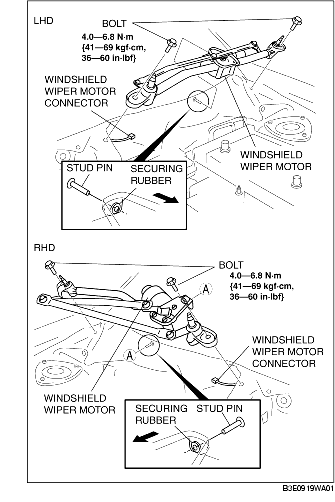 LHD
BOLT
4.0—6.8 N·m
{41—69 kgf·cm,
36—60 in·lbf}
WINDSHIELD
WIPER MOTOR
CONNECTOR
WINDSHIELD
WIPER MOTOR
STUD PIN
SECURING
RUBBER
RHD
BOLT
4.0—6.8 N·m
{41—69 kgf·cm,
36—60 in·lbf}
A
A
WINDSHIELD
WIPER MOTOR
CONNECTOR
WINDSHIELD
WIPER MOTOR
SECURING
RUBBER
STUD PIN
B3E0919WA01